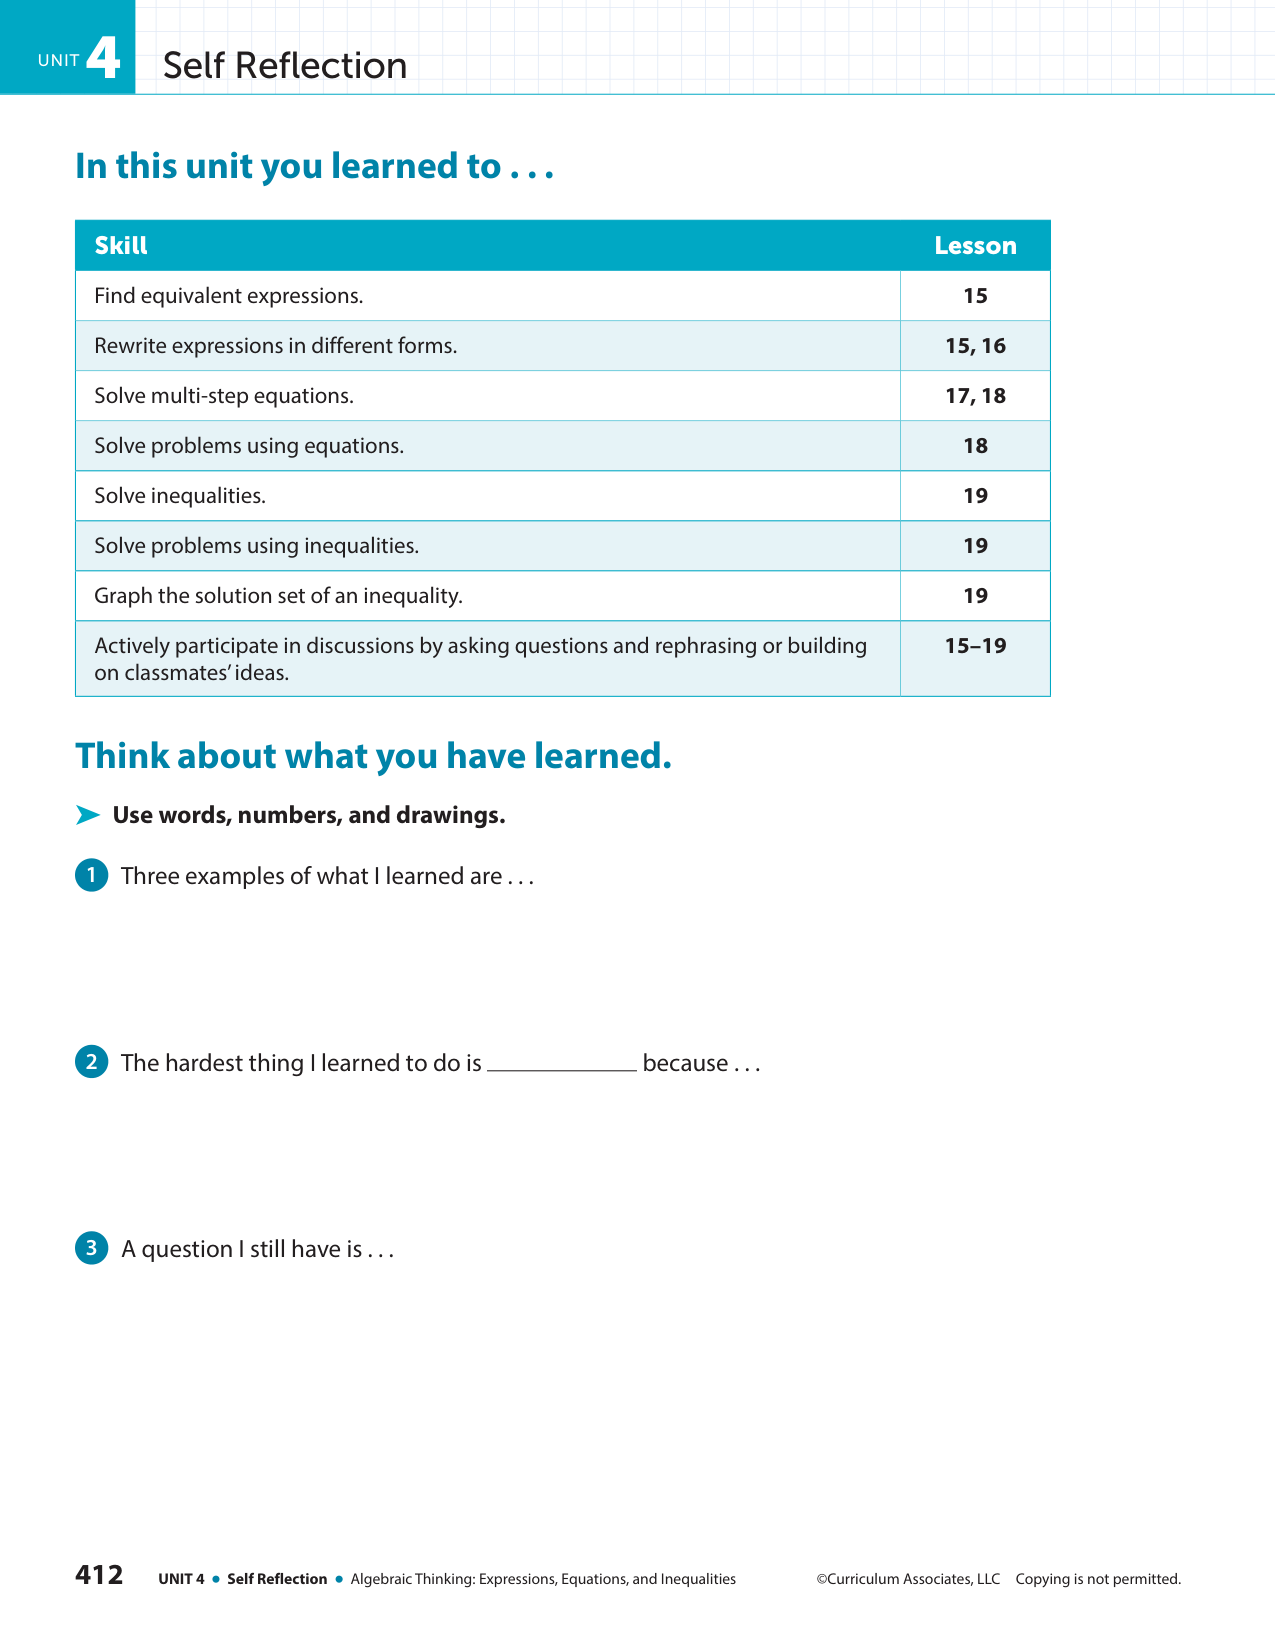 UNIT 4 Self Reflection
In this unit you learned to . . .
Skill Lesson
Find equivalent expressions. 15
Rewrite expressions in different forms. 15, 16
Solve multi-step equations. 17, 18
Solve problems using equations. 18
Solve inequalities. 19
Solve problems using inequalities. 19
Graph the solution set of an inequality. 19
Actively participate in discussions by asking questions and rephrasing or building 15–19
on classmates’ ideas.
Think about what you have learned.
➤ Use words, numbers, and drawings.
1 Three examples of what I learned are . . .
2 The hardest thing I learned to do is ____________ because . . .
3 A question I still have is . . .
412 UNIT 4 • Self Reflection • Algebraic Thinking: Expressions, Equations, and Inequalities ©Curriculum Associates, LLC Copying is not permitted.